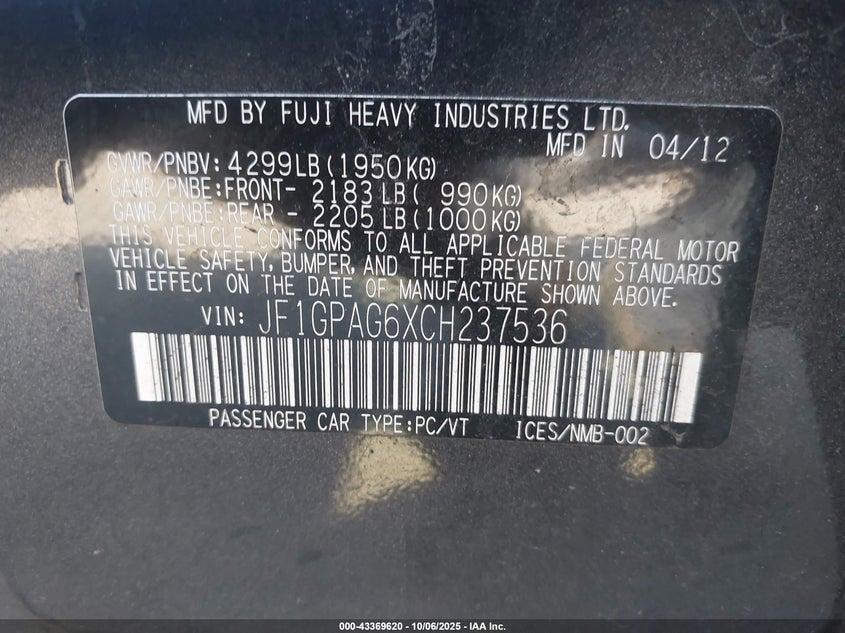 MFD BY FUJI HEAVY INDUSTRIES LTD.
MFD IN 04/12
GVWR/PNBV: 4299LB (1950KG)
GAWR/PNBE: FRONT- 2183LB ( 990KG)
GAWR/PNBE: REAR - 2205LB (1000KG)
THIS VEHICLE CONFORMS TO ALL APPLICABLE FEDERAL MOTOR
VEHICLE SAFETY, BUMPER, AND THEFT PREVENTION STANDARDS
IN EFFECT ON THE DATE OF MANUFACTURE SHOWN ABOVE.
VIN: JF1GPAG6XCH237536
PASSENGER CAR TYPE:PC/VT ICES/NMB-002
000-43369620 - 10/06/2025 - IAA Inc.